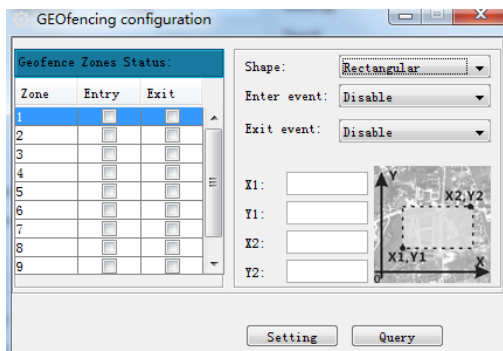 GEOfencing configuration
Geofence Zones Status:
Zone Entry Exit
1
2
3
4
5
6
7
8
9
Shape: Rectangular
Enter event: Disable
Exit event: Disable
X1:
Y1:
X2:
Y2:
Y
X2,Y2
X1,Y1
X
0
Setting Query